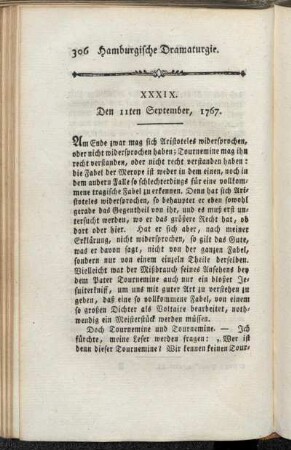 306 Hamburgische Dramaturgie.
XXXIX.
Den 11ten September, 1767.
Am Ende zwar mag sich Aristoteles widersprochen,
oder nicht widersprochen haben; Tournemine mag ihn
recht verstanden, oder nicht recht verstanden haben:
die Fabel der Merope ist weder in dem einen, noch in
dem andern Falle so schlechterdings für eine vollkom-
mene tragische Fabel zu erkennen. Denn hat sich Ari-
stoteles widersprochen, so behauptet er eben sowohl
gerade das Gegentheil von ihr, und es muß erst un-
tersucht werden, wo er das größere Recht hat, ob
dort oder hier. Hat er sich aber, nach meiner
Erklärung, nicht widersprochen, so gilt das Gute,
was er davon sagt, nicht von der ganzen Fabel,
sondern nur von einem einzeln Theile derselben.
Vielleicht war der Mißbrauch seines Ansehens bey
dem Pater Tournemine auch nur ein bloßer Je-
suiterkniff, um uns mit guter Art zu verstehen zu
geben, daß eine so vollkommene Fabel, von einem
so großen Dichter als Voltaire bearbeitet, noth-
wendig ein Meisterstück werden müssen.
Doch Tournemine und Tournemine. — Ich
fürchte, meine Leser werden fragen: „Wer ist
denn dieser Tournemine? Wir kennen keinen Tour-